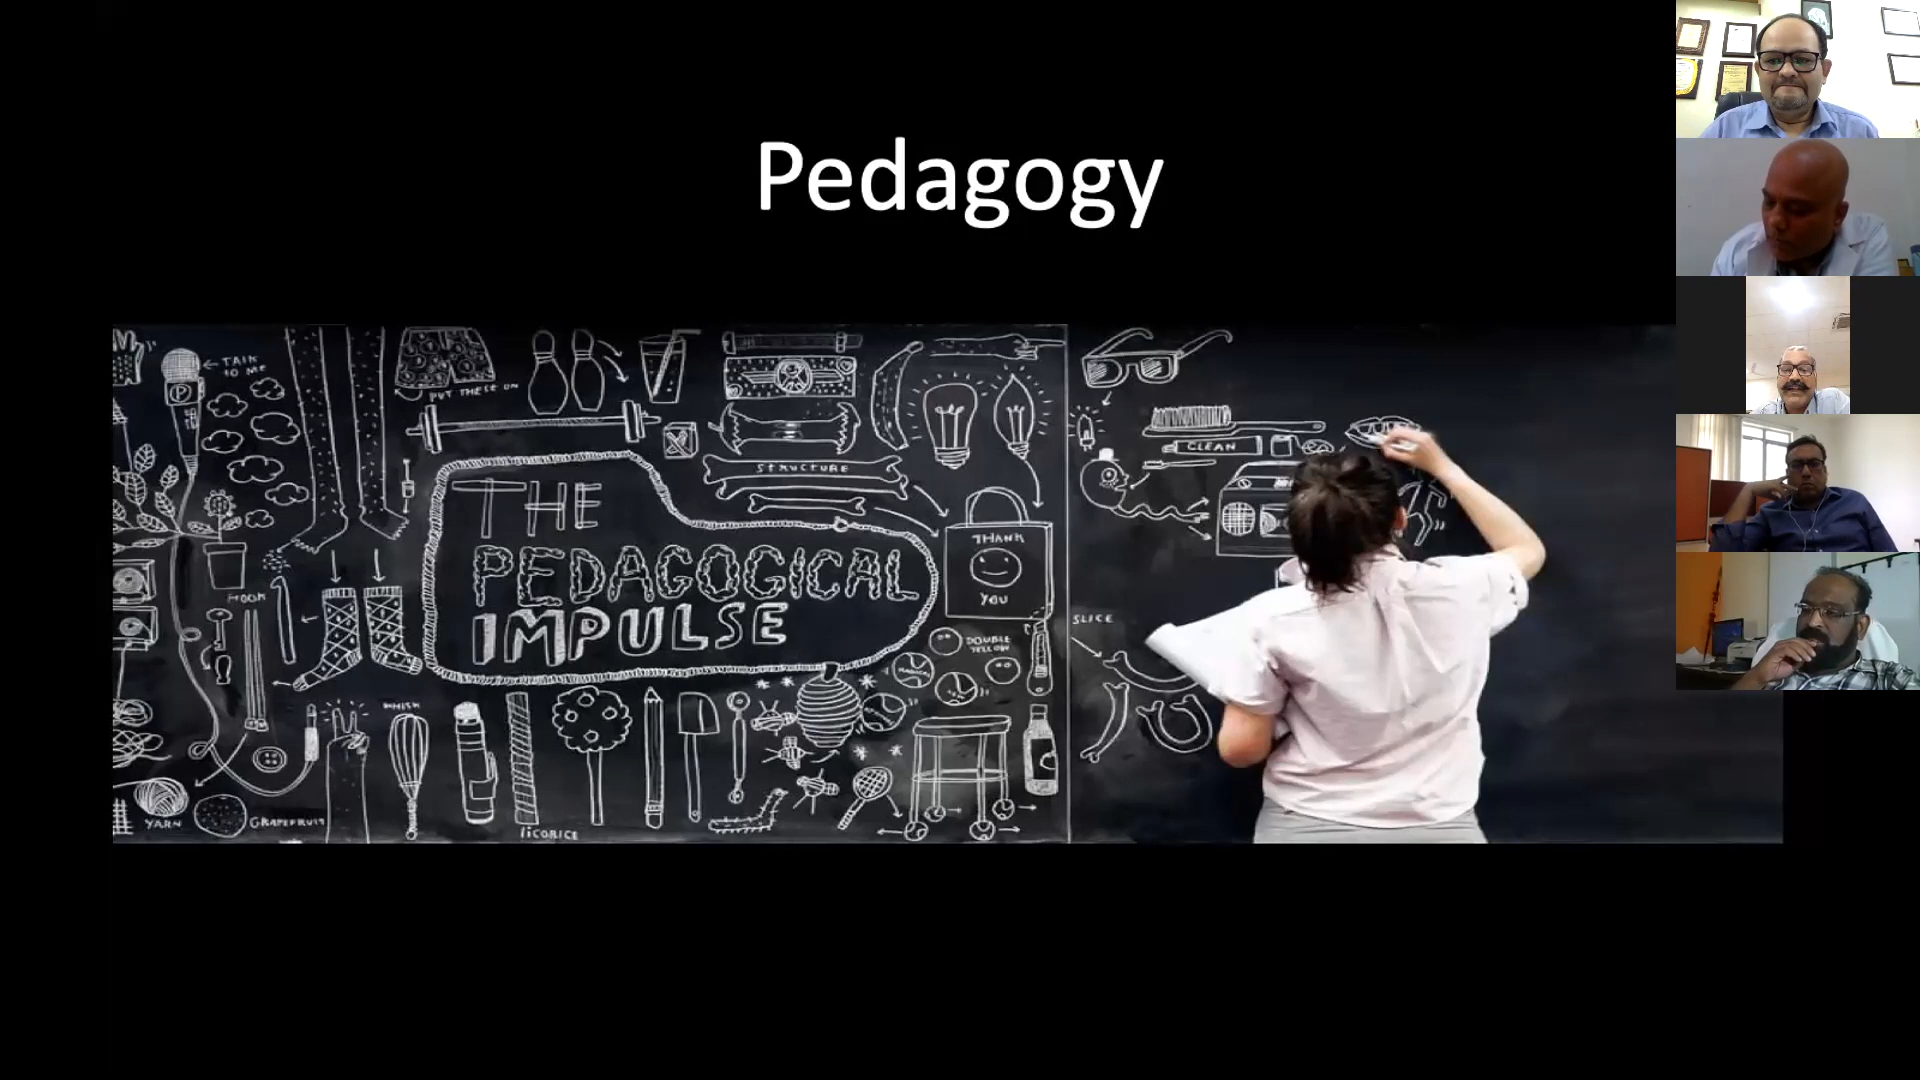 Pedagogy
TALK
TO ME
PUT THESE ON
P
STRUCTURE
CLEAN
THE
PEDAGOGICAL
IMPULSE
THANK
YOU
HOOK
SLICE
DOUBLE
YELLOW
WHISK
YARN
GRAPEFRUIT
LICORICE